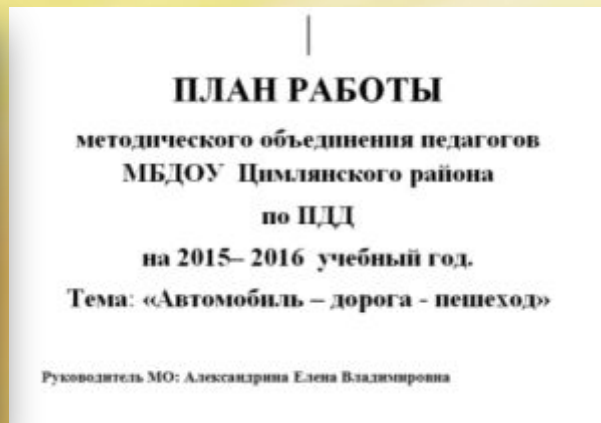 ПЛАН РАБОТЫ
методического объединения педагогов
МБДОУ Цимлянского района
по ПДД
на 2015– 2016 учебный год.
Тема: «Автомобиль – дорога - пешеход»
Руководитель МО: Александрина Елена Владимировна